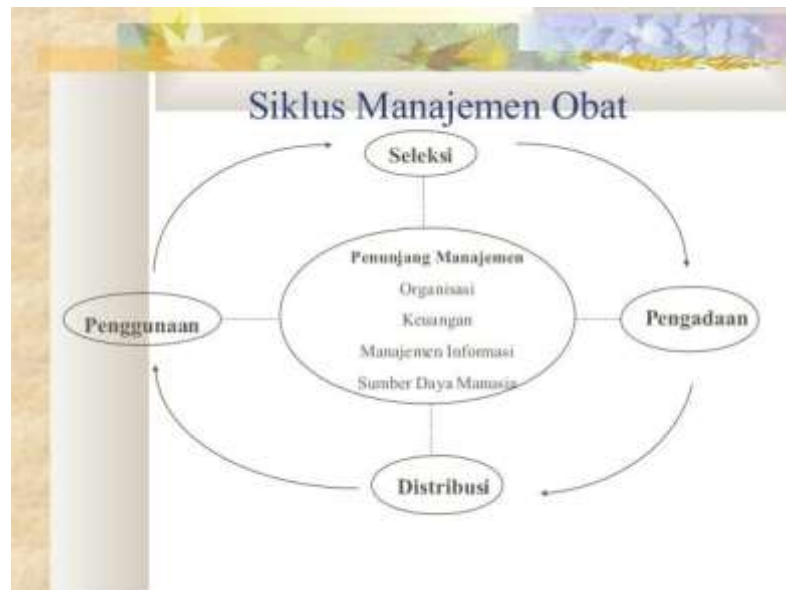 Siklus Manajemen Obat
Seleksi
Penunjang Manajemen
Organisasi
Keuangan
Manajemen Informasi
Sumber Daya Manusia
Penggunaan
Pengadaan
Distribusi